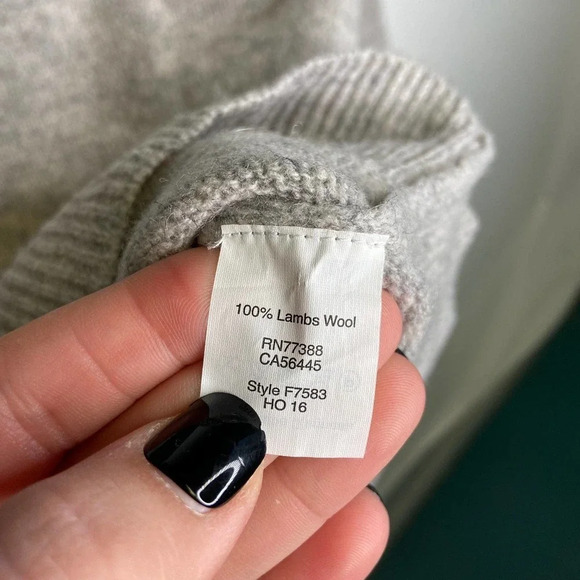 100% Lambs Wool
RN77388
CA56445
Style F7583
HO 16